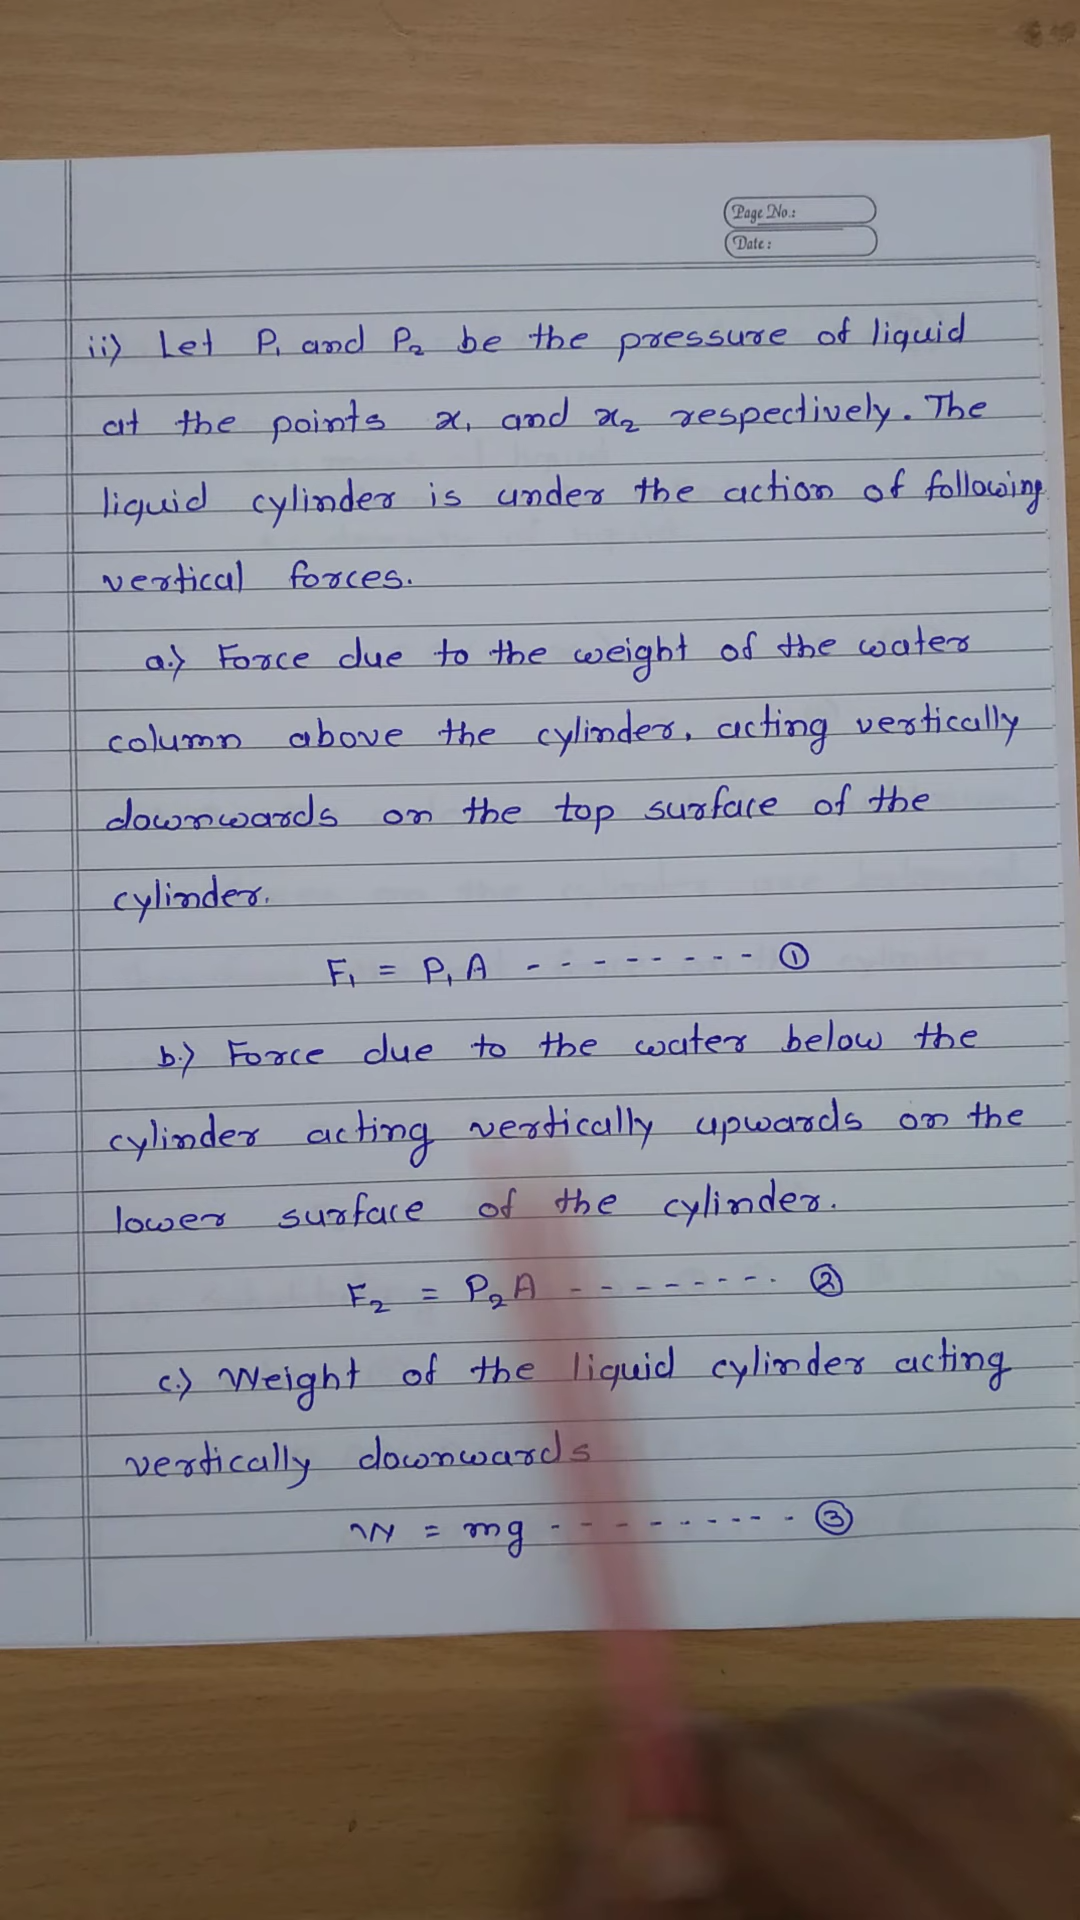 Page No.:
Date:
ii) Let P₁ and P₂ be the pressure of liquid
at the points x₁ and x₂ respectively. The
liquid cylinder is under the action of following
vertical forces.
a.) Force due to the weight of the water
column above the cylinder, acting vertically
downwards on the top surface of the
cylinder.
F₁ = P₁ A - - - - - - - - ①
b.) Force due to the water below the
cylinder acting vertically upwards on the
lower surface of the cylinder.
F₂ = P₂ A - - - - - - - - ②
c.) Weight of the liquid cylinder acting
vertically downwards
W = mg - - - - - - - - - ③